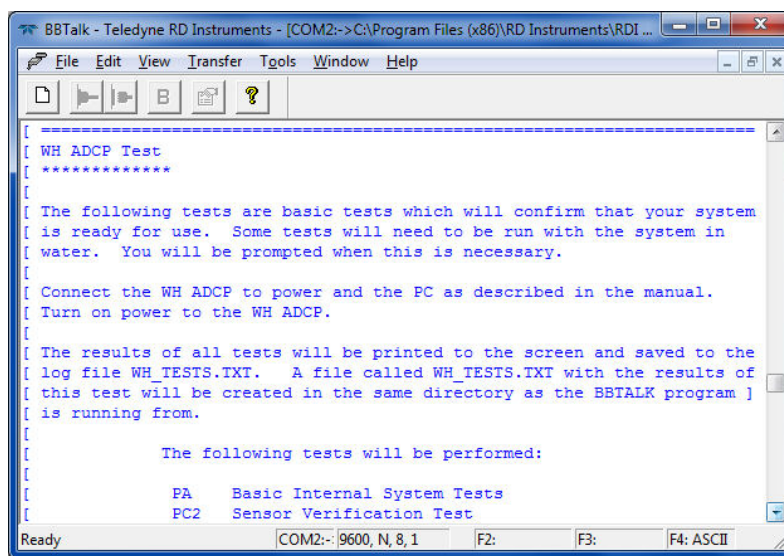 BBTalk - Teledyne RD Instruments - [COM2:->C:\Program Files (x86)\RD Instruments\RDI ...
File Edit View Transfer Tools Window Help
B ?
[ =======================================================================
[ WH ADCP Test
[ *************
[
[ The following tests are basic tests which will confirm that your system
[ is ready for use.  Some tests will need to be run with the system in
[ water.  You will be prompted when this is necessary.
[
[ Connect the WH ADCP to power and the PC as described in the manual.
[ Turn on power to the WH ADCP.
[
[ The results of all tests will be printed to the screen and saved to the
[ log file WH_TESTS.TXT.   A file called WH_TESTS.TXT with the results of
[ this test will be created in the same directory as the BBTALK program ]
[ is running from.
[
[             The following tests will be performed:
[
[              PA    Basic Internal System Tests
[              PC2   Sensor Verification Test
Ready COM2:-: 9600, N, 8, 1 F2: F3: F4: ASCII